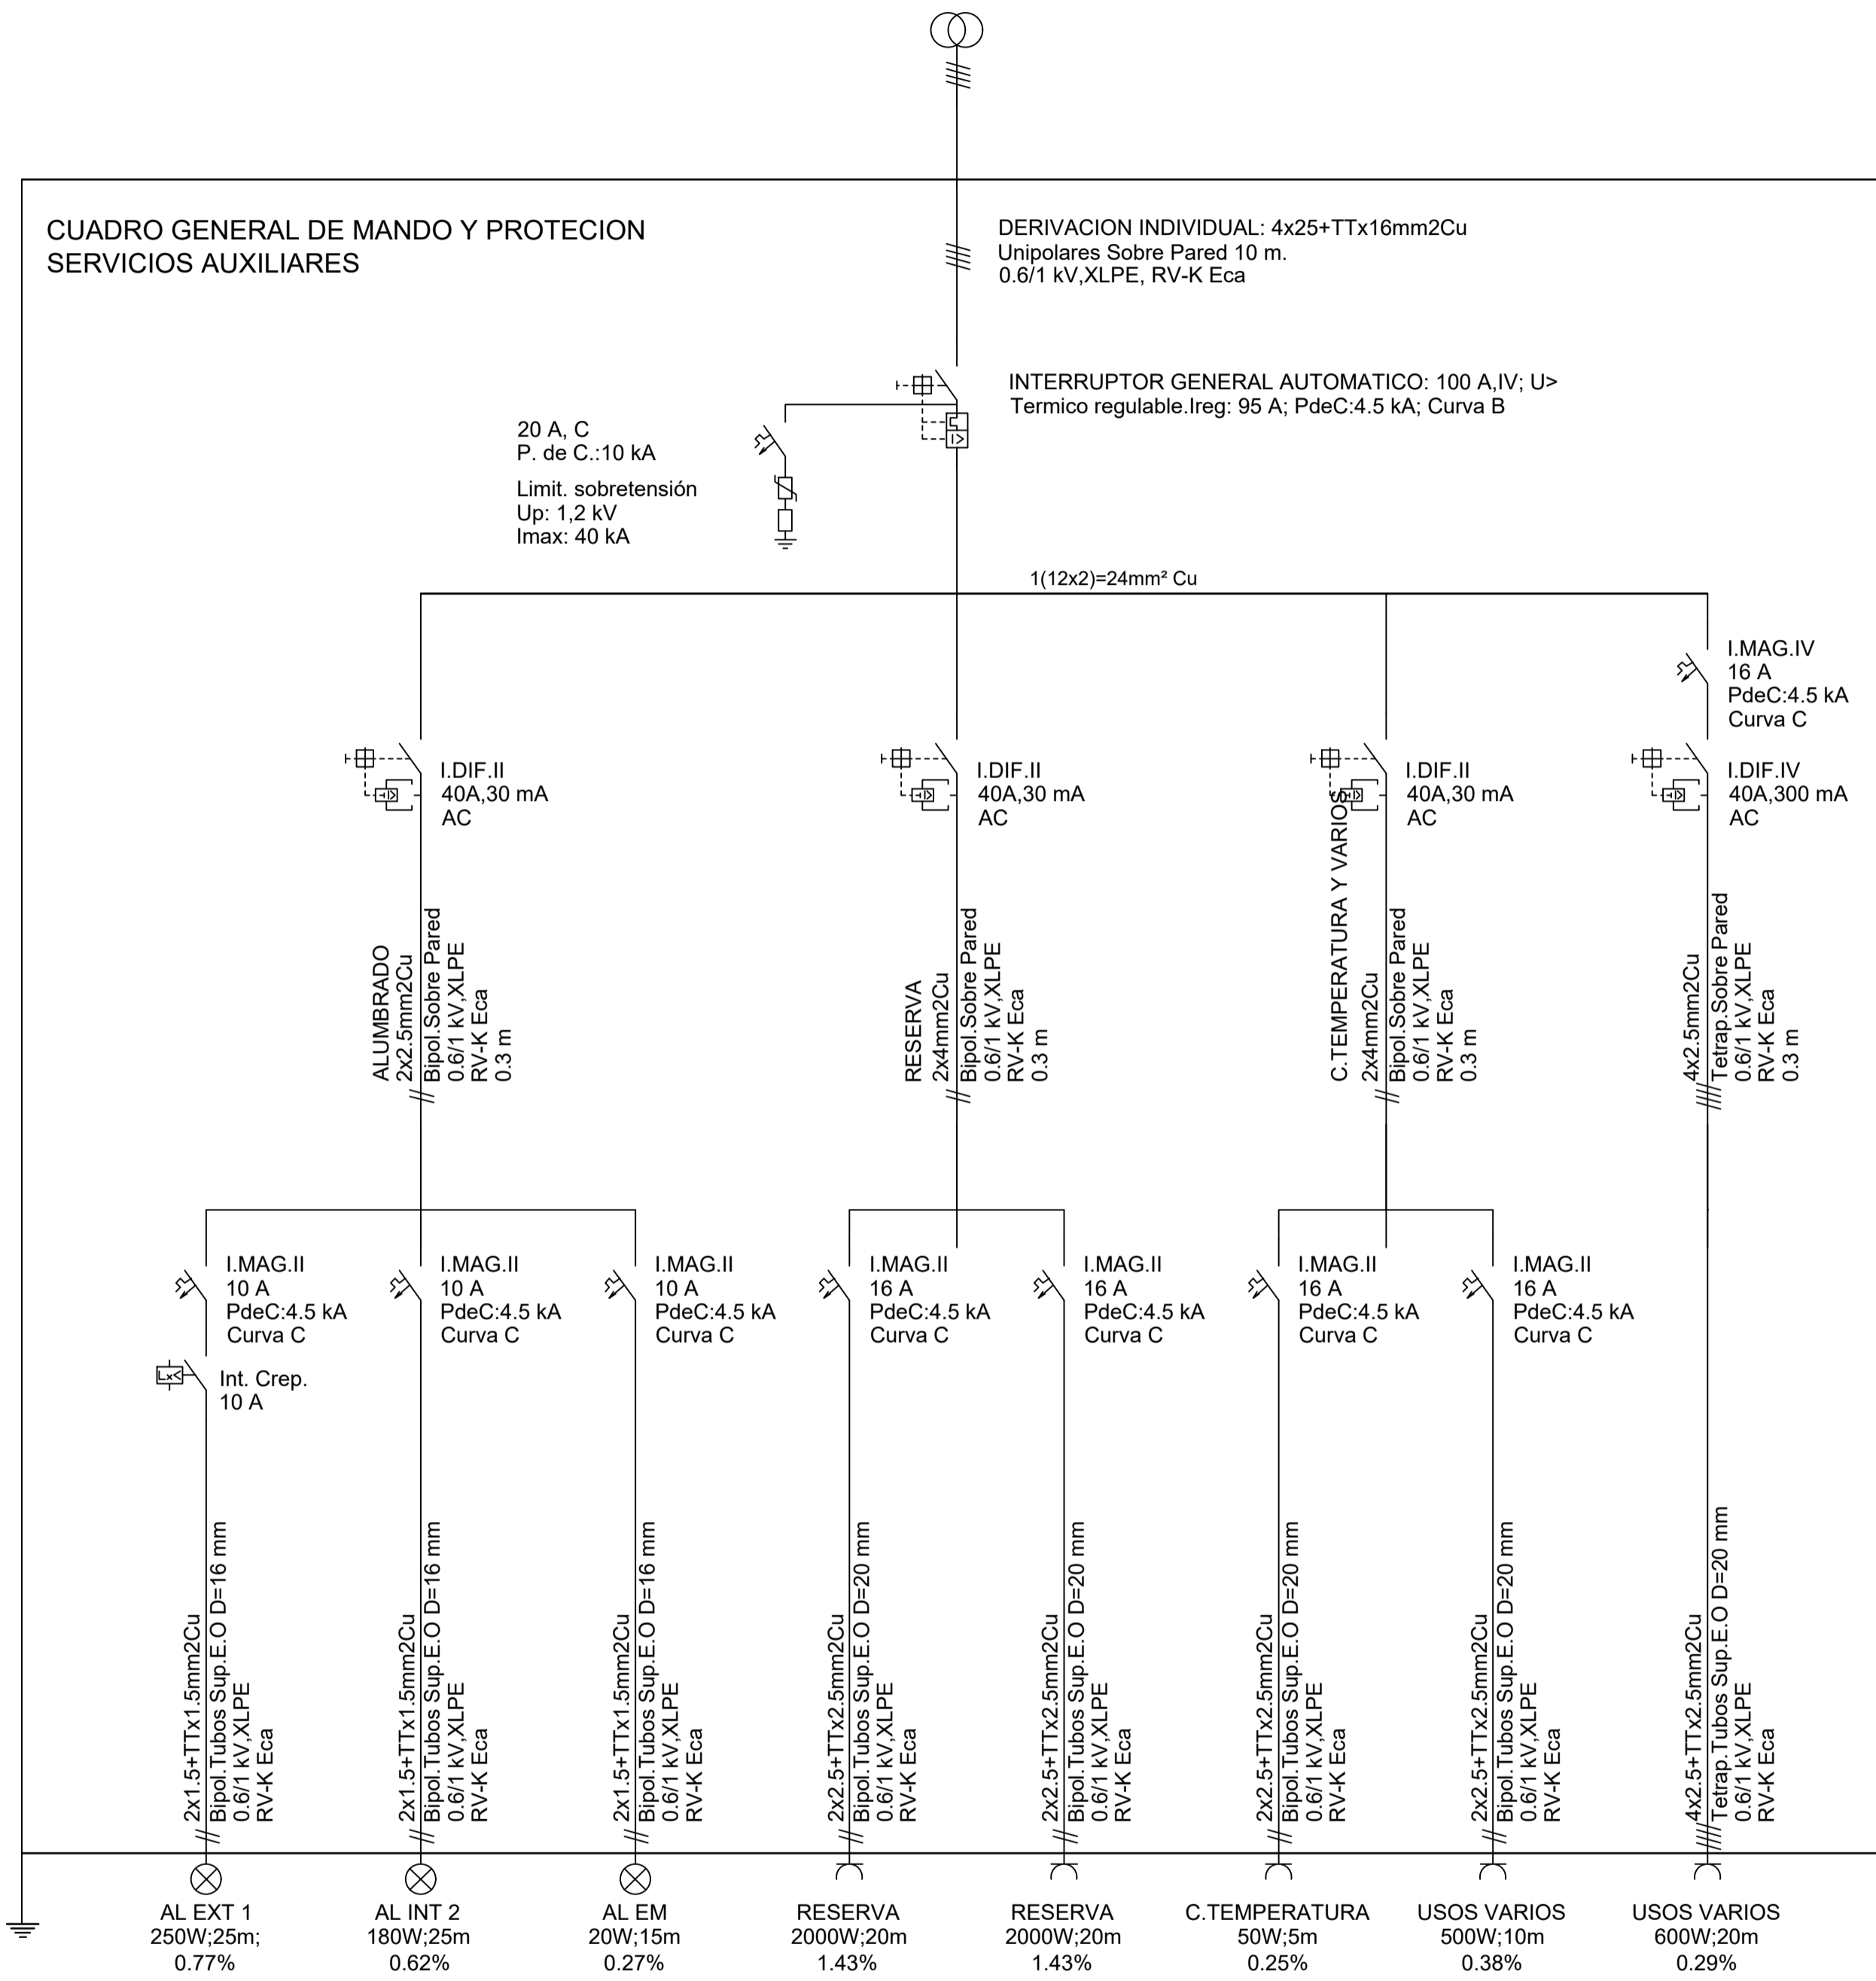 CUADRO GENERAL DE MANDO Y PROTECION
SERVICIOS AUXILIARES
DERIVACION INDIVIDUAL: 4x25+TTx16mm2Cu
Unipolares Sobre Pared 10 m.
0.6/1 kV,XLPE, RV-K Eca
INTERRUPTOR GENERAL AUTOMATICO: 100 A,IV; U>
Termico regulable.Ireg: 95 A; PdeC:4.5 kA; Curva B
I>
20 A, C
P. de C.:10 kA
Limit. sobretensión
Up: 1,2 kV
Imax: 40 kA
1(12x2)=24mm² Cu
I.MAG.IV
16 A
PdeC:4.5 kA
Curva C
I.DIF.II
40A,30 mA
AC
I.DIF.II
40A,30 mA
AC
I.DIF.II
40A,30 mA
AC
I.DIF.IV
40A,300 mA
AC
ALUMBRADO
2x2.5mm2Cu
Bipol.Sobre Pared
0.6/1 kV,XLPE
RV-K Eca
0.3 m
RESERVA
2x4mm2Cu
Bipol.Sobre Pared
0.6/1 kV,XLPE
RV-K Eca
0.3 m
C.TEMPERATURA Y VARIOS
2x4mm2Cu
Bipol.Sobre Pared
0.6/1 kV,XLPE
RV-K Eca
0.3 m
4x2.5mm2Cu
Tetrap.Sobre Pared
0.6/1 kV,XLPE
RV-K Eca
0.3 m
I.MAG.II
10 A
PdeC:4.5 kA
Curva C
I.MAG.II
10 A
PdeC:4.5 kA
Curva C
I.MAG.II
10 A
PdeC:4.5 kA
Curva C
I.MAG.II
16 A
PdeC:4.5 kA
Curva C
I.MAG.II
16 A
PdeC:4.5 kA
Curva C
I.MAG.II
16 A
PdeC:4.5 kA
Curva C
I.MAG.II
16 A
PdeC:4.5 kA
Curva C
Lx<
Int. Crep.
10 A
2x1.5+TTx1.5mm2Cu
Bipol.Tubos Sup.E.O D=16 mm
0.6/1 kV,XLPE
RV-K Eca
2x1.5+TTx1.5mm2Cu
Bipol.Tubos Sup.E.O D=16 mm
0.6/1 kV,XLPE
RV-K Eca
2x1.5+TTx1.5mm2Cu
Bipol.Tubos Sup.E.O D=16 mm
0.6/1 kV,XLPE
RV-K Eca
2x2.5+TTx2.5mm2Cu
Bipol.Tubos Sup.E.O D=20 mm
0.6/1 kV,XLPE
RV-K Eca
2x2.5+TTx2.5mm2Cu
Bipol.Tubos Sup.E.O D=20 mm
0.6/1 kV,XLPE
RV-K Eca
2x2.5+TTx2.5mm2Cu
Bipol.Tubos Sup.E.O D=20 mm
0.6/1 kV,XLPE
RV-K Eca
2x2.5+TTx2.5mm2Cu
Bipol.Tubos Sup.E.O D=20 mm
0.6/1 kV,XLPE
RV-K Eca
4x2.5+TTx2.5mm2Cu
Tetrap.Tubos Sup.E.O D=20 mm
0.6/1 kV,XLPE
RV-K Eca
AL EXT 1
250W;25m;
0.77%
AL INT 2
180W;25m
0.62%
AL EM
20W;15m
0.27%
RESERVA
2000W;20m
1.43%
RESERVA
2000W;20m
1.43%
C.TEMPERATURA
50W;5m
0.25%
USOS VARIOS
500W;10m
0.38%
USOS VARIOS
600W;20m
0.29%